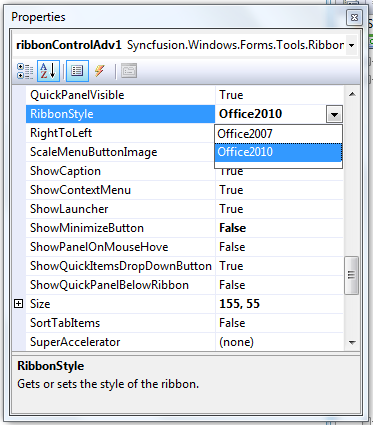 Properties
ribbonControlAdv1 Syncfusion.Windows.Forms.Tools.Ribbon
QuickPanelVisible True
RibbonStyle Office2010
RightToLeft Office2007
ScaleMenuButtonImage Office2010
ShowCaption True
ShowContextMenu True
ShowLauncher True
ShowMinimizeButton False
ShowPanelOnMouseHove False
ShowQuickItemsDropDownButton True
ShowQuickPanelBelowRibbon False
Size 155, 55
SortTabItems False
SuperAccelerator (none)
RibbonStyle
Gets or sets the style of the ribbon.